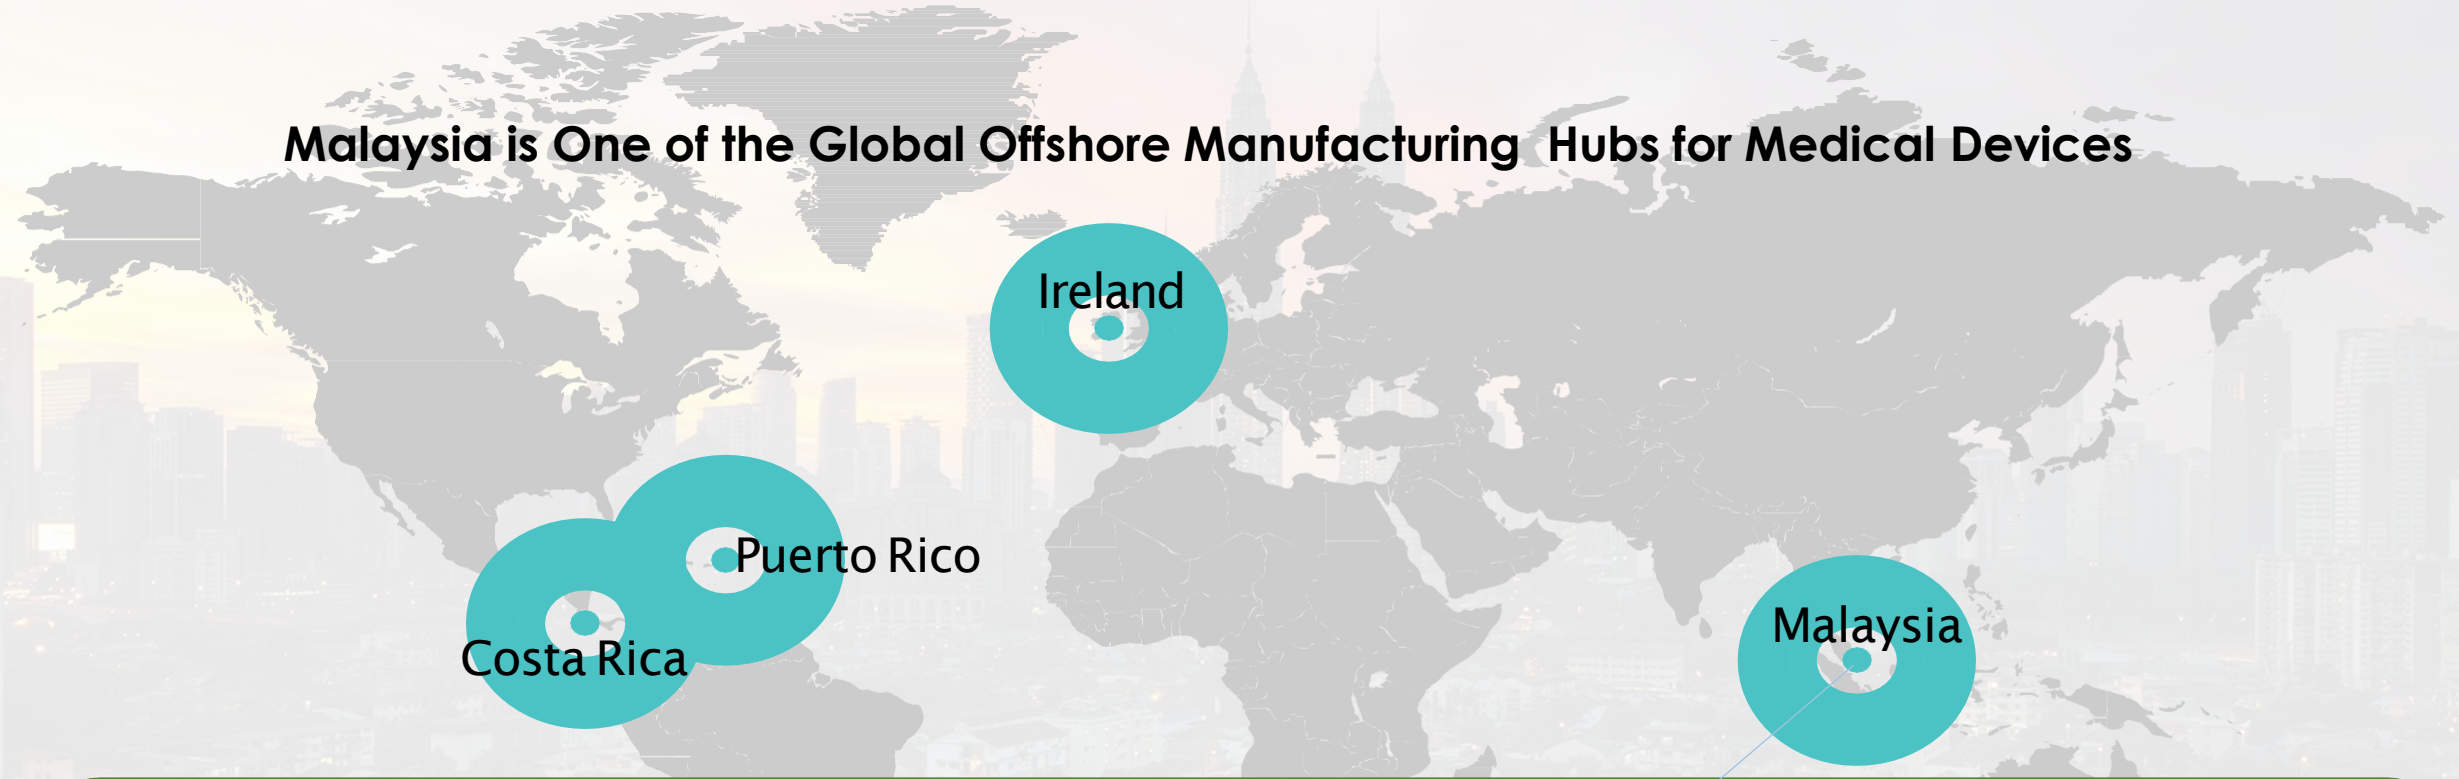 Malaysia is One of the Global Offshore Manufacturing  Hubs for Medical Devices
Ireland
Puerto Rico
Costa Rica
Malaysia